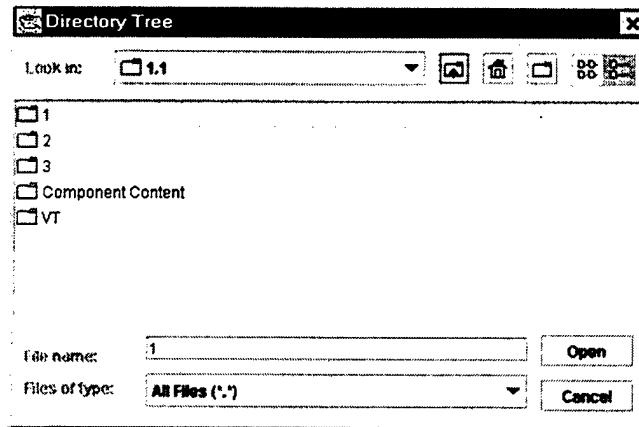 Directory Tree
Look in: 1.1
1
2
3
Component Content
VT
File name: 1 Open
Files of type: All Files (*.*) Cancel